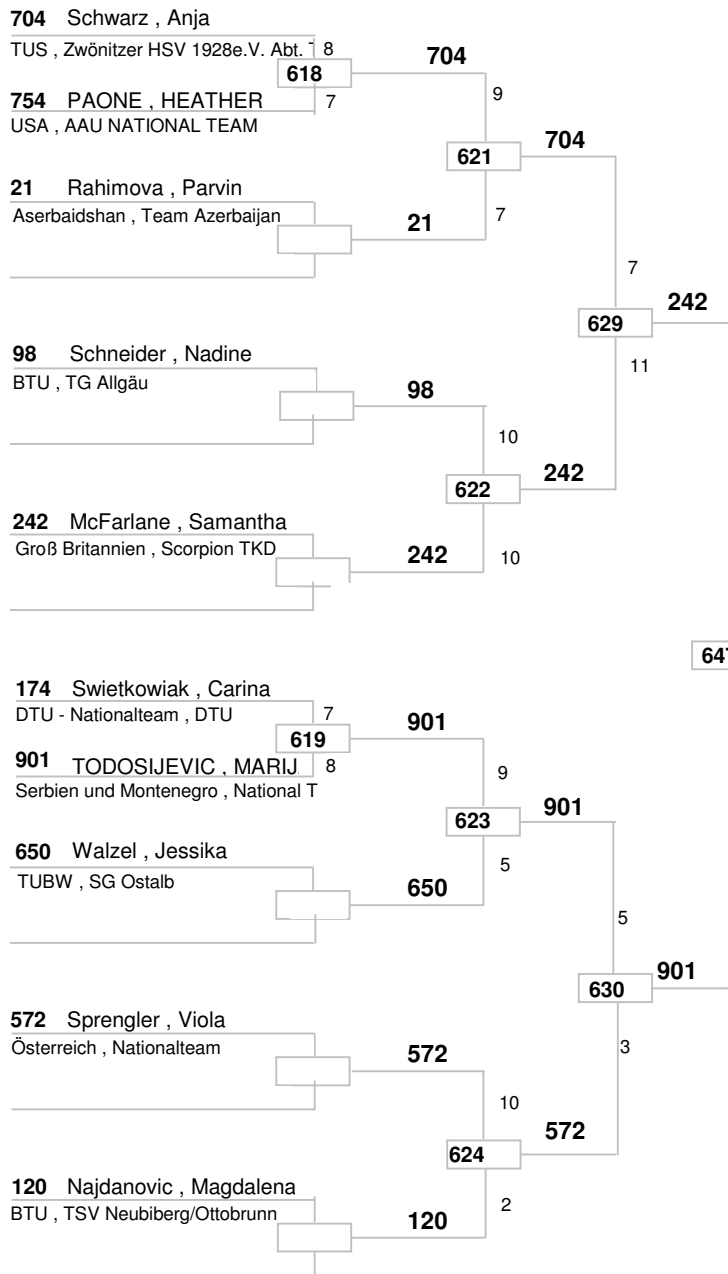 704 Schwarz , Anja
TUS , Zwönitzer HSV 1928e.V. Abt.
8
704
618
754 PAONE , HEATHER
7
USA , AAU NATIONAL TEAM
9
621
704
21 Rahimova , Parvin
Aserbaidshan , Team Azerbaijan
21
7
7
242
629
98 Schneider , Nadine
BTU , TG Allgäu
98
11
10
622
242
242 McFarlane , Samantha
Groß Britannien , Scorpion TKD
242
10
174 Swietkowiak , Carina
DTU - Nationalteam , DTU
7
901
619
901 TODOSIJEVIC , MARIJ
8
Serbien und Montenegro , National T
9
623
901
650 Walzel , Jessika
TUBW , SG Ostalb
650
5
5
901
630
572 Sprengler , Viola
Österreich , Nationalteam
572
3
10
624
572
120 Najdanovic , Magdalena
BTU , TSV Neubiberg/Ottobrunn
120
2